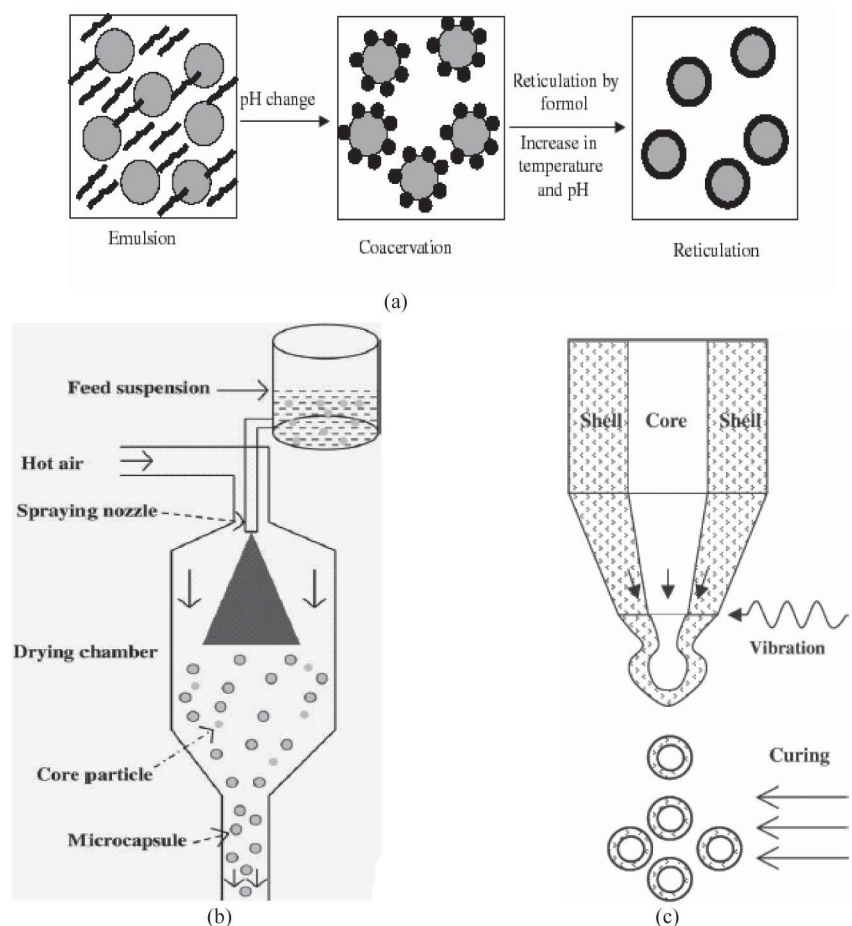 pH change
Reticulation by
formol
Increase in
temperature
and pH
Emulsion
Coacervation
Reticulation
(a)
Feed suspension
Hot air
Spraying nozzle
Drying chamber
Core particle
Microcapsule
(b)
Shell
Core
Shell
Vibration
Curing
(c)